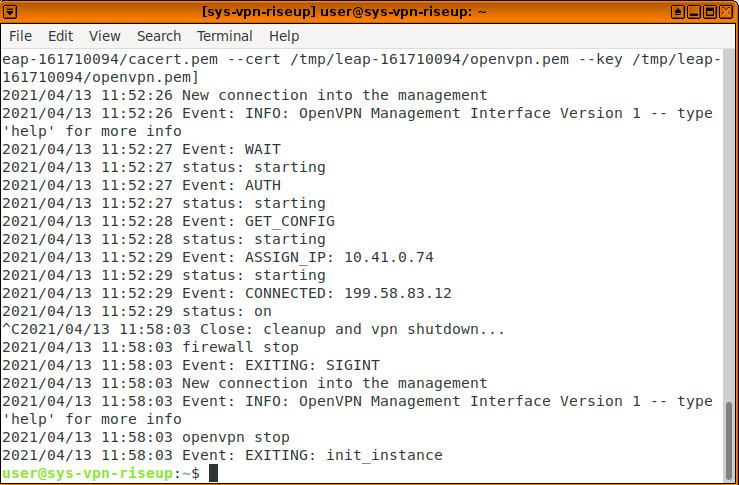 [sys-vpn-riseup] user@sys-vpn-riseup: ~
File Edit View Search Terminal Help
eap-161710094/cacert.pem --cert /tmp/leap-161710094/openvpn.pem --key /tmp/leap-
161710094/openvpn.pem]
2021/04/13 11:52:26 New connection into the management
2021/04/13 11:52:26 Event: INFO: OpenVPN Management Interface Version 1 -- type
'help' for more info
2021/04/13 11:52:27 Event: WAIT
2021/04/13 11:52:27 status: starting
2021/04/13 11:52:27 Event: AUTH
2021/04/13 11:52:27 status: starting
2021/04/13 11:52:28 Event: GET_CONFIG
2021/04/13 11:52:28 status: starting
2021/04/13 11:52:29 Event: ASSIGN_IP: 10.41.0.74
2021/04/13 11:52:29 status: starting
2021/04/13 11:52:29 Event: CONNECTED: 199.58.83.12
2021/04/13 11:52:29 status: on
^C2021/04/13 11:58:03 Close: cleanup and vpn shutdown...
2021/04/13 11:58:03 firewall stop
2021/04/13 11:58:03 Event: EXITING: SIGINT
2021/04/13 11:58:03 New connection into the management
2021/04/13 11:58:03 Event: INFO: OpenVPN Management Interface Version 1 -- type
'help' for more info
2021/04/13 11:58:03 openvpn stop
2021/04/13 11:58:03 Event: EXITING: init_instance
user@sys-vpn-riseup:~$